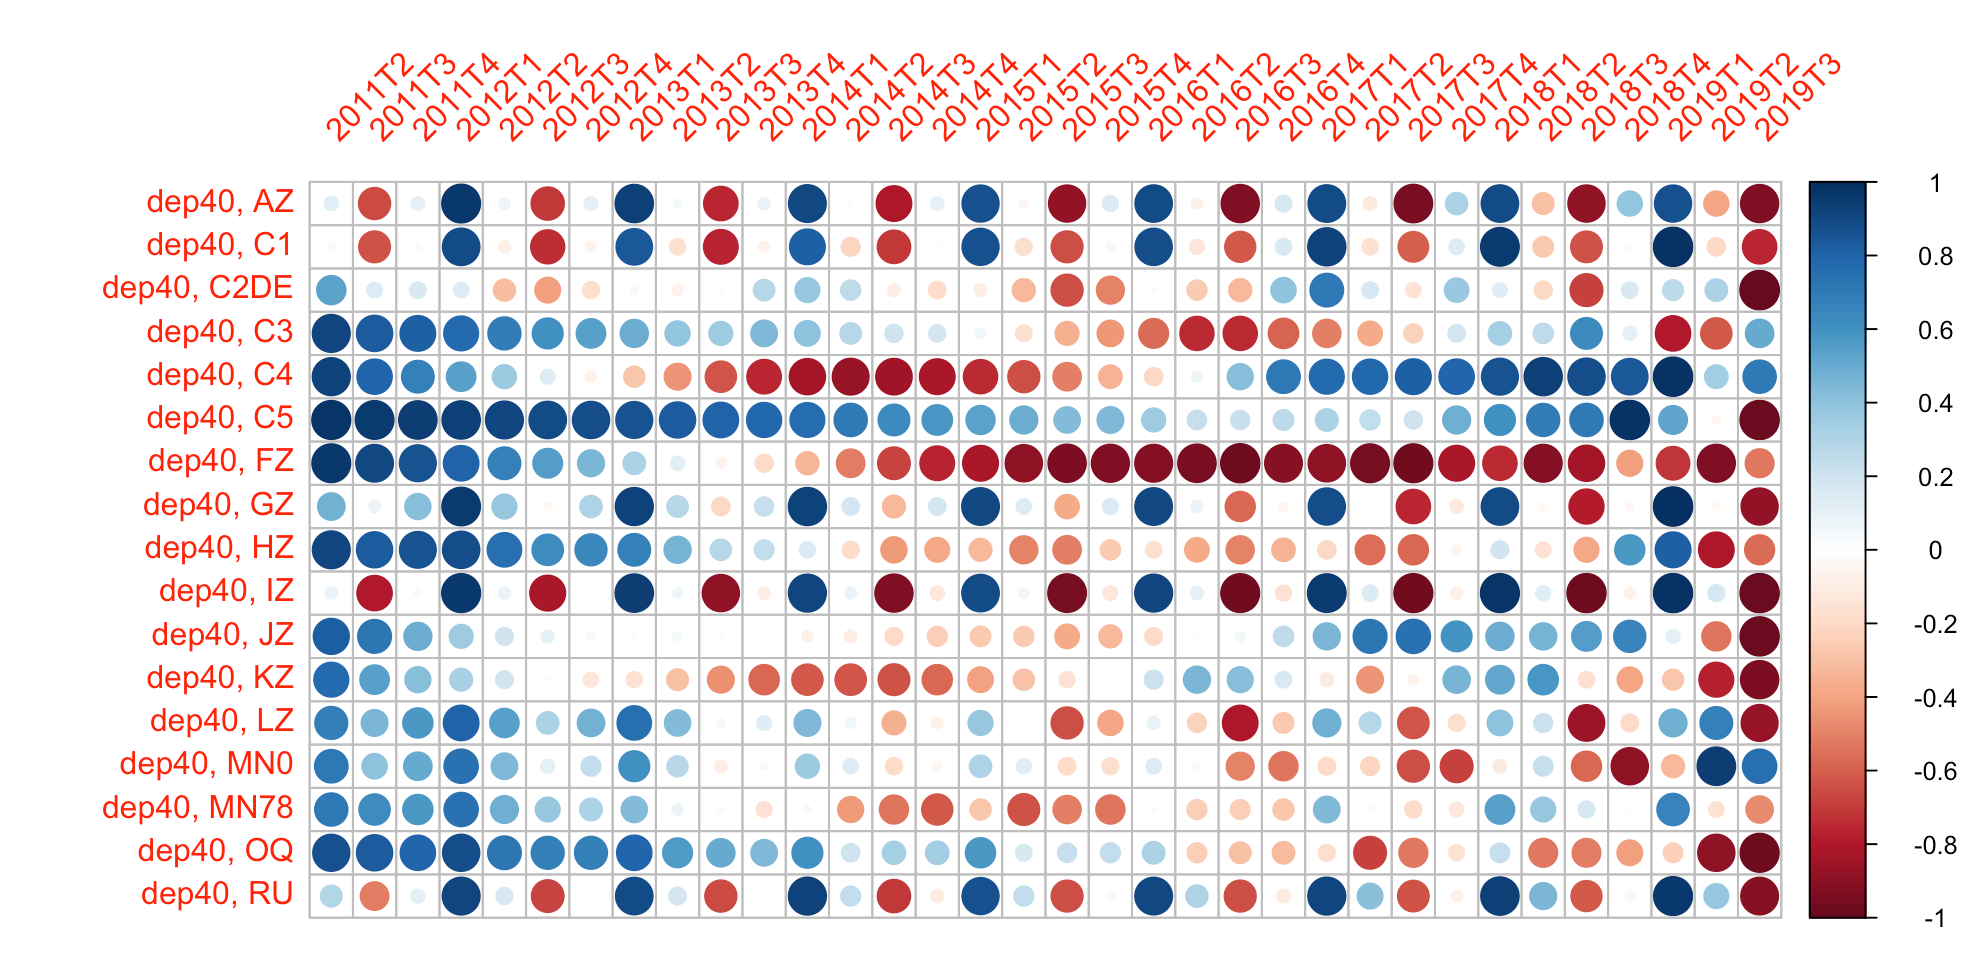 2011T2
2011T3
2011T4
2012T1
2012T2
2012T3
2012T4
2013T1
2013T2
2013T3
2013T4
2014T1
2014T2
2014T3
2014T4
2015T1
2015T2
2015T3
2015T4
2016T1
2016T2
2016T3
2016T4
2017T1
2017T2
2017T3
2017T4
2018T1
2018T2
2018T3
2018T4
2019T1
2019T2
2019T3
dep40, AZ
dep40, C1
dep40, C2DE
dep40, C3
dep40, C4
dep40, C5
dep40, FZ
dep40, GZ
dep40, HZ
dep40, IZ
dep40, JZ
dep40, KZ
dep40, LZ
dep40, MN0
dep40, MN78
dep40, OQ
dep40, RU
1
0.8
0.6
0.4
0.2
0
-0.2
-0.4
-0.6
-0.8
-1